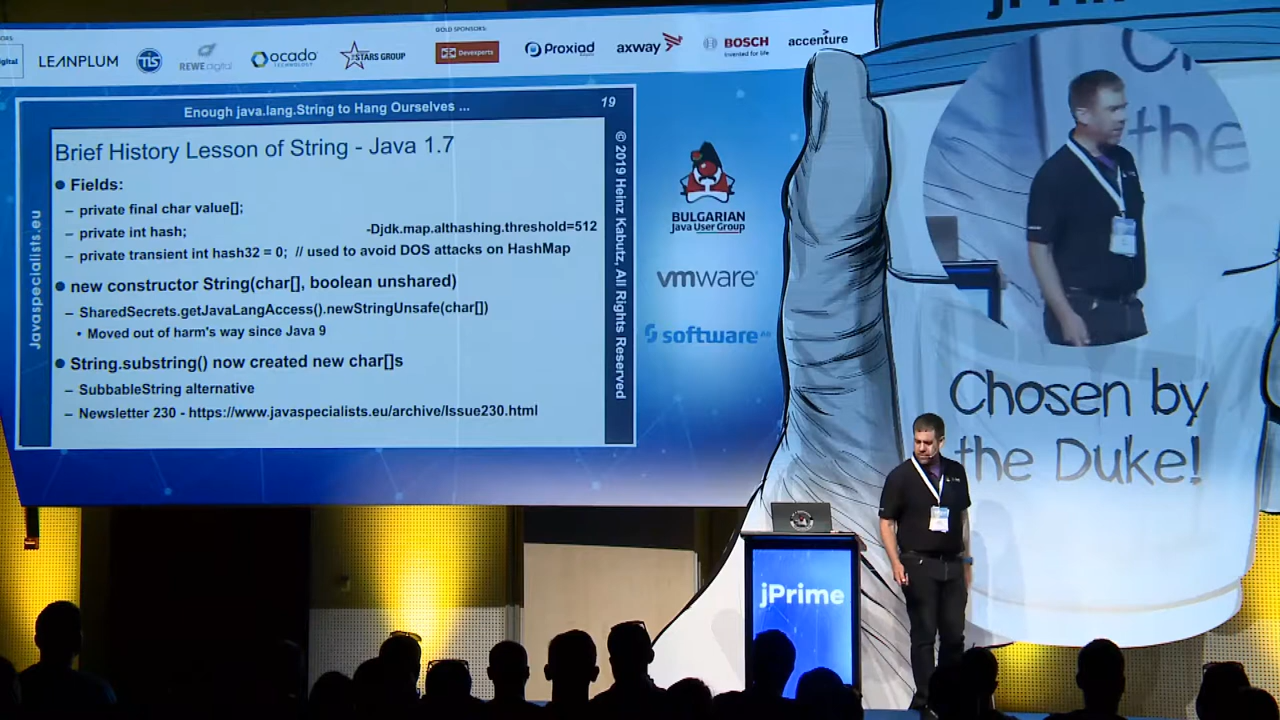 GOLD SPONSORS:
digital
LEANPLUM
TIS
REWE digital
ocado
TECHNOLOGY
THE STARS GROUP
Devexperts
Proxiad
axway
BOSCH
Invented for life
accenture
Enough java.lang.String to Hang Ourselves ...
19
Brief History Lesson of String - Java 1.7
● Fields:
– private final char value[];
– private int hash;
-Djdk.map.althashing.threshold=512
– private transient int hash32 = 0; // used to avoid DOS attacks on HashMap
● new constructor String(char[], boolean unshared)
– SharedSecrets.getJavaLangAccess().newStringUnsafe(char[])
• Moved out of harm's way since Java 9
● String.substring() now created new char[]s
– SubbableString alternative
– Newsletter 230 - https://www.javaspecialists.eu/archive/Issue230.html
Javaspecialists.eu
© 2019 Heinz Kabutz, All Rights Reserved
BULGARIAN
Java User Group
vmware
software AG
the
Chosen by
the Duke!
jPrime